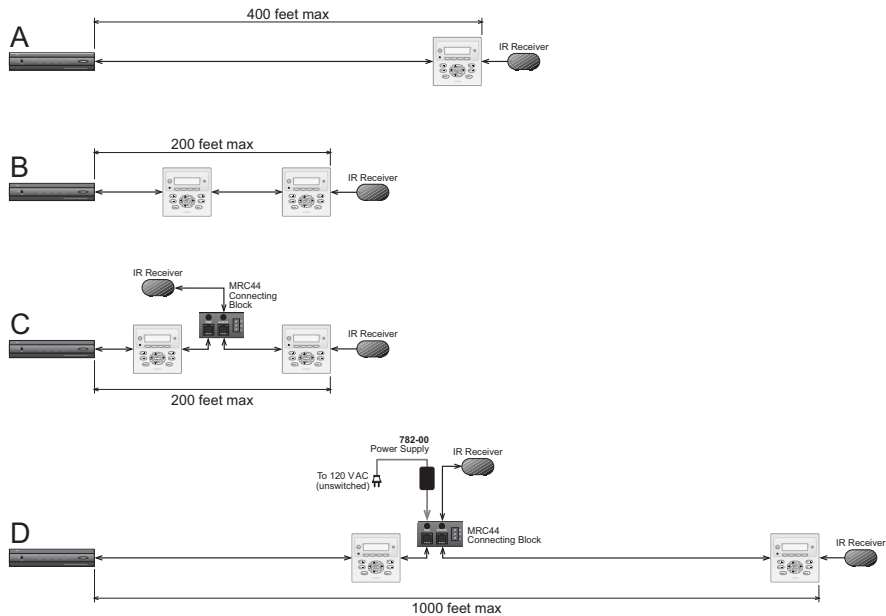 400 feet max
A
IR Receiver
200 feet max
B
IR Receiver
IR Receiver
MRC44
Connecting
Block
C
IR Receiver
200 feet max
782-00
Power Supply
IR Receiver
To 120 VAC
(unswitched)
MRC44
Connecting Block
D
IR Receiver
1000 feet max